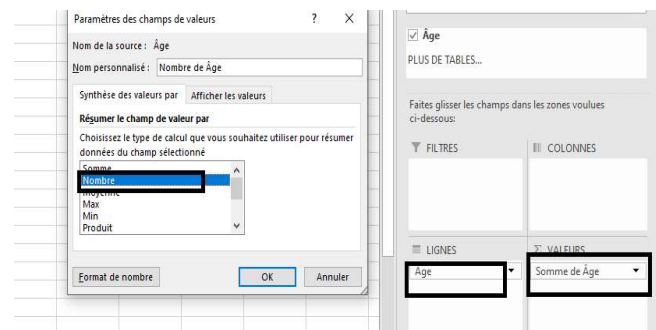 Paramètres des champs de valeurs ? X
Nom de la source : Âge
Nom personnalisé : Nombre de Âge
Synthèse des valeurs par Afficher les valeurs
Résumer le champ de valeur par
Choisissez le type de calcul que vous souhaitez utiliser pour résumer
données du champ sélectionné
Somme
Nombre
Moyenne
Max
Min
Produit
Format de nombre OK Annuler
Âge
PLUS DE TABLES...
Faites glisser les champs dans les zones voulues
ci-dessous:
FILTRES COLONNES
LIGNES Σ VALEURS
Âge Somme de Âge